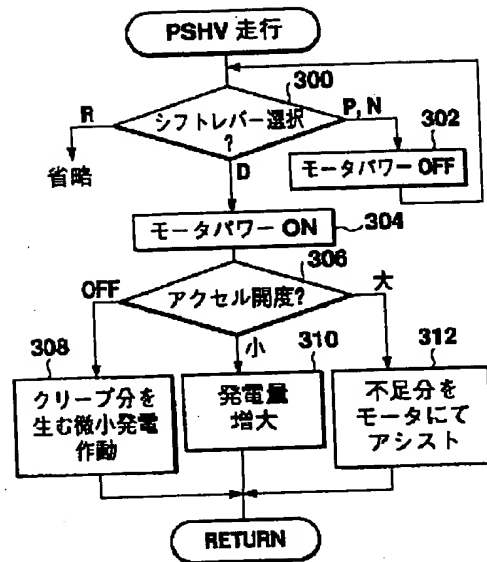 PSHV 走行
300
シフトレバー選択
?
R
P, N
D
省略
302
モータパワー OFF
モータパワー ON
304
306
アクセル開度?
OFF
小
大
308
クリープ分を
生む微小発電
作動
310
発電量
増大
312
不足分を
モータにて
アシスト
RETURN